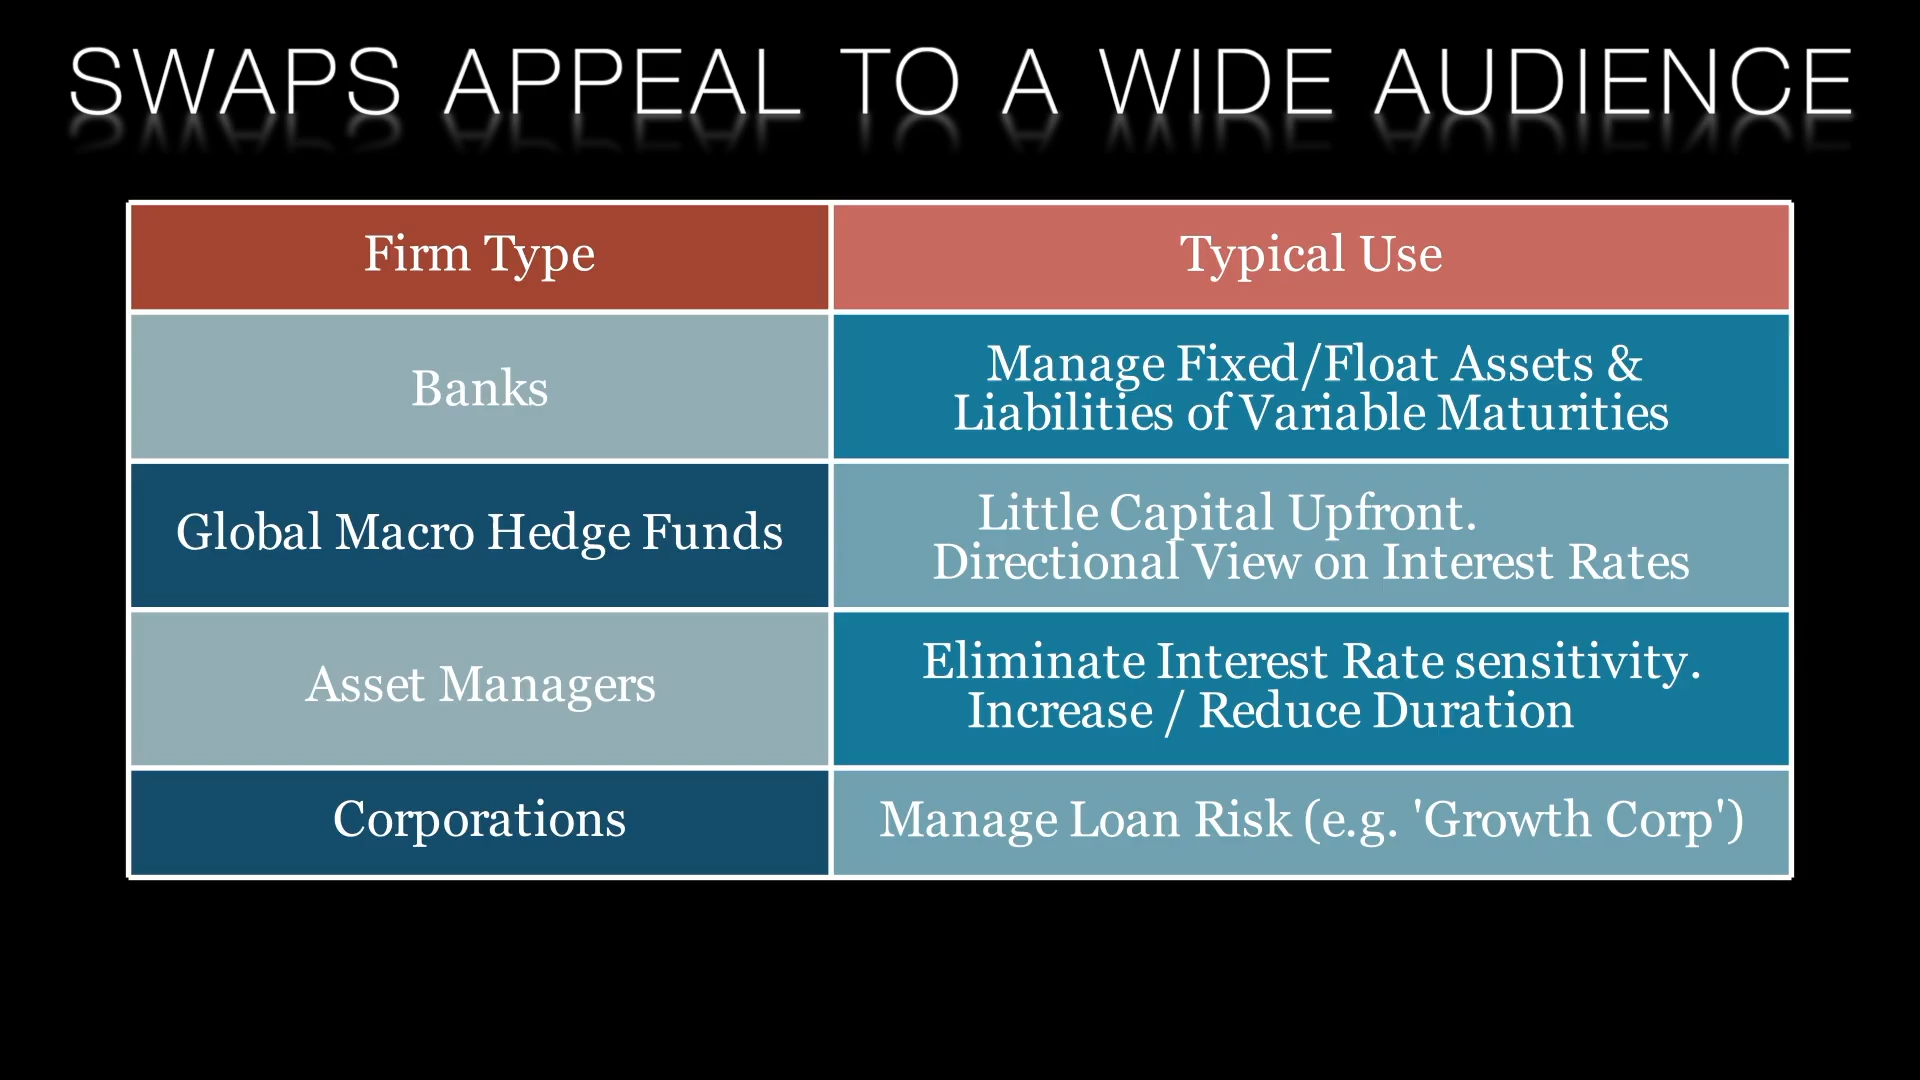 SWAPS APPEAL TO A WIDE AUDIENCE
Firm Type
Typical Use
Banks
Manage Fixed/Float Assets &
Liabilities of Variable Maturities
Global Macro Hedge Funds
Little Capital Upfront.
Directional View on Interest Rates
Asset Managers
Eliminate Interest Rate sensitivity.
Increase / Reduce Duration
Corporations
Manage Loan Risk (e.g. 'Growth Corp')